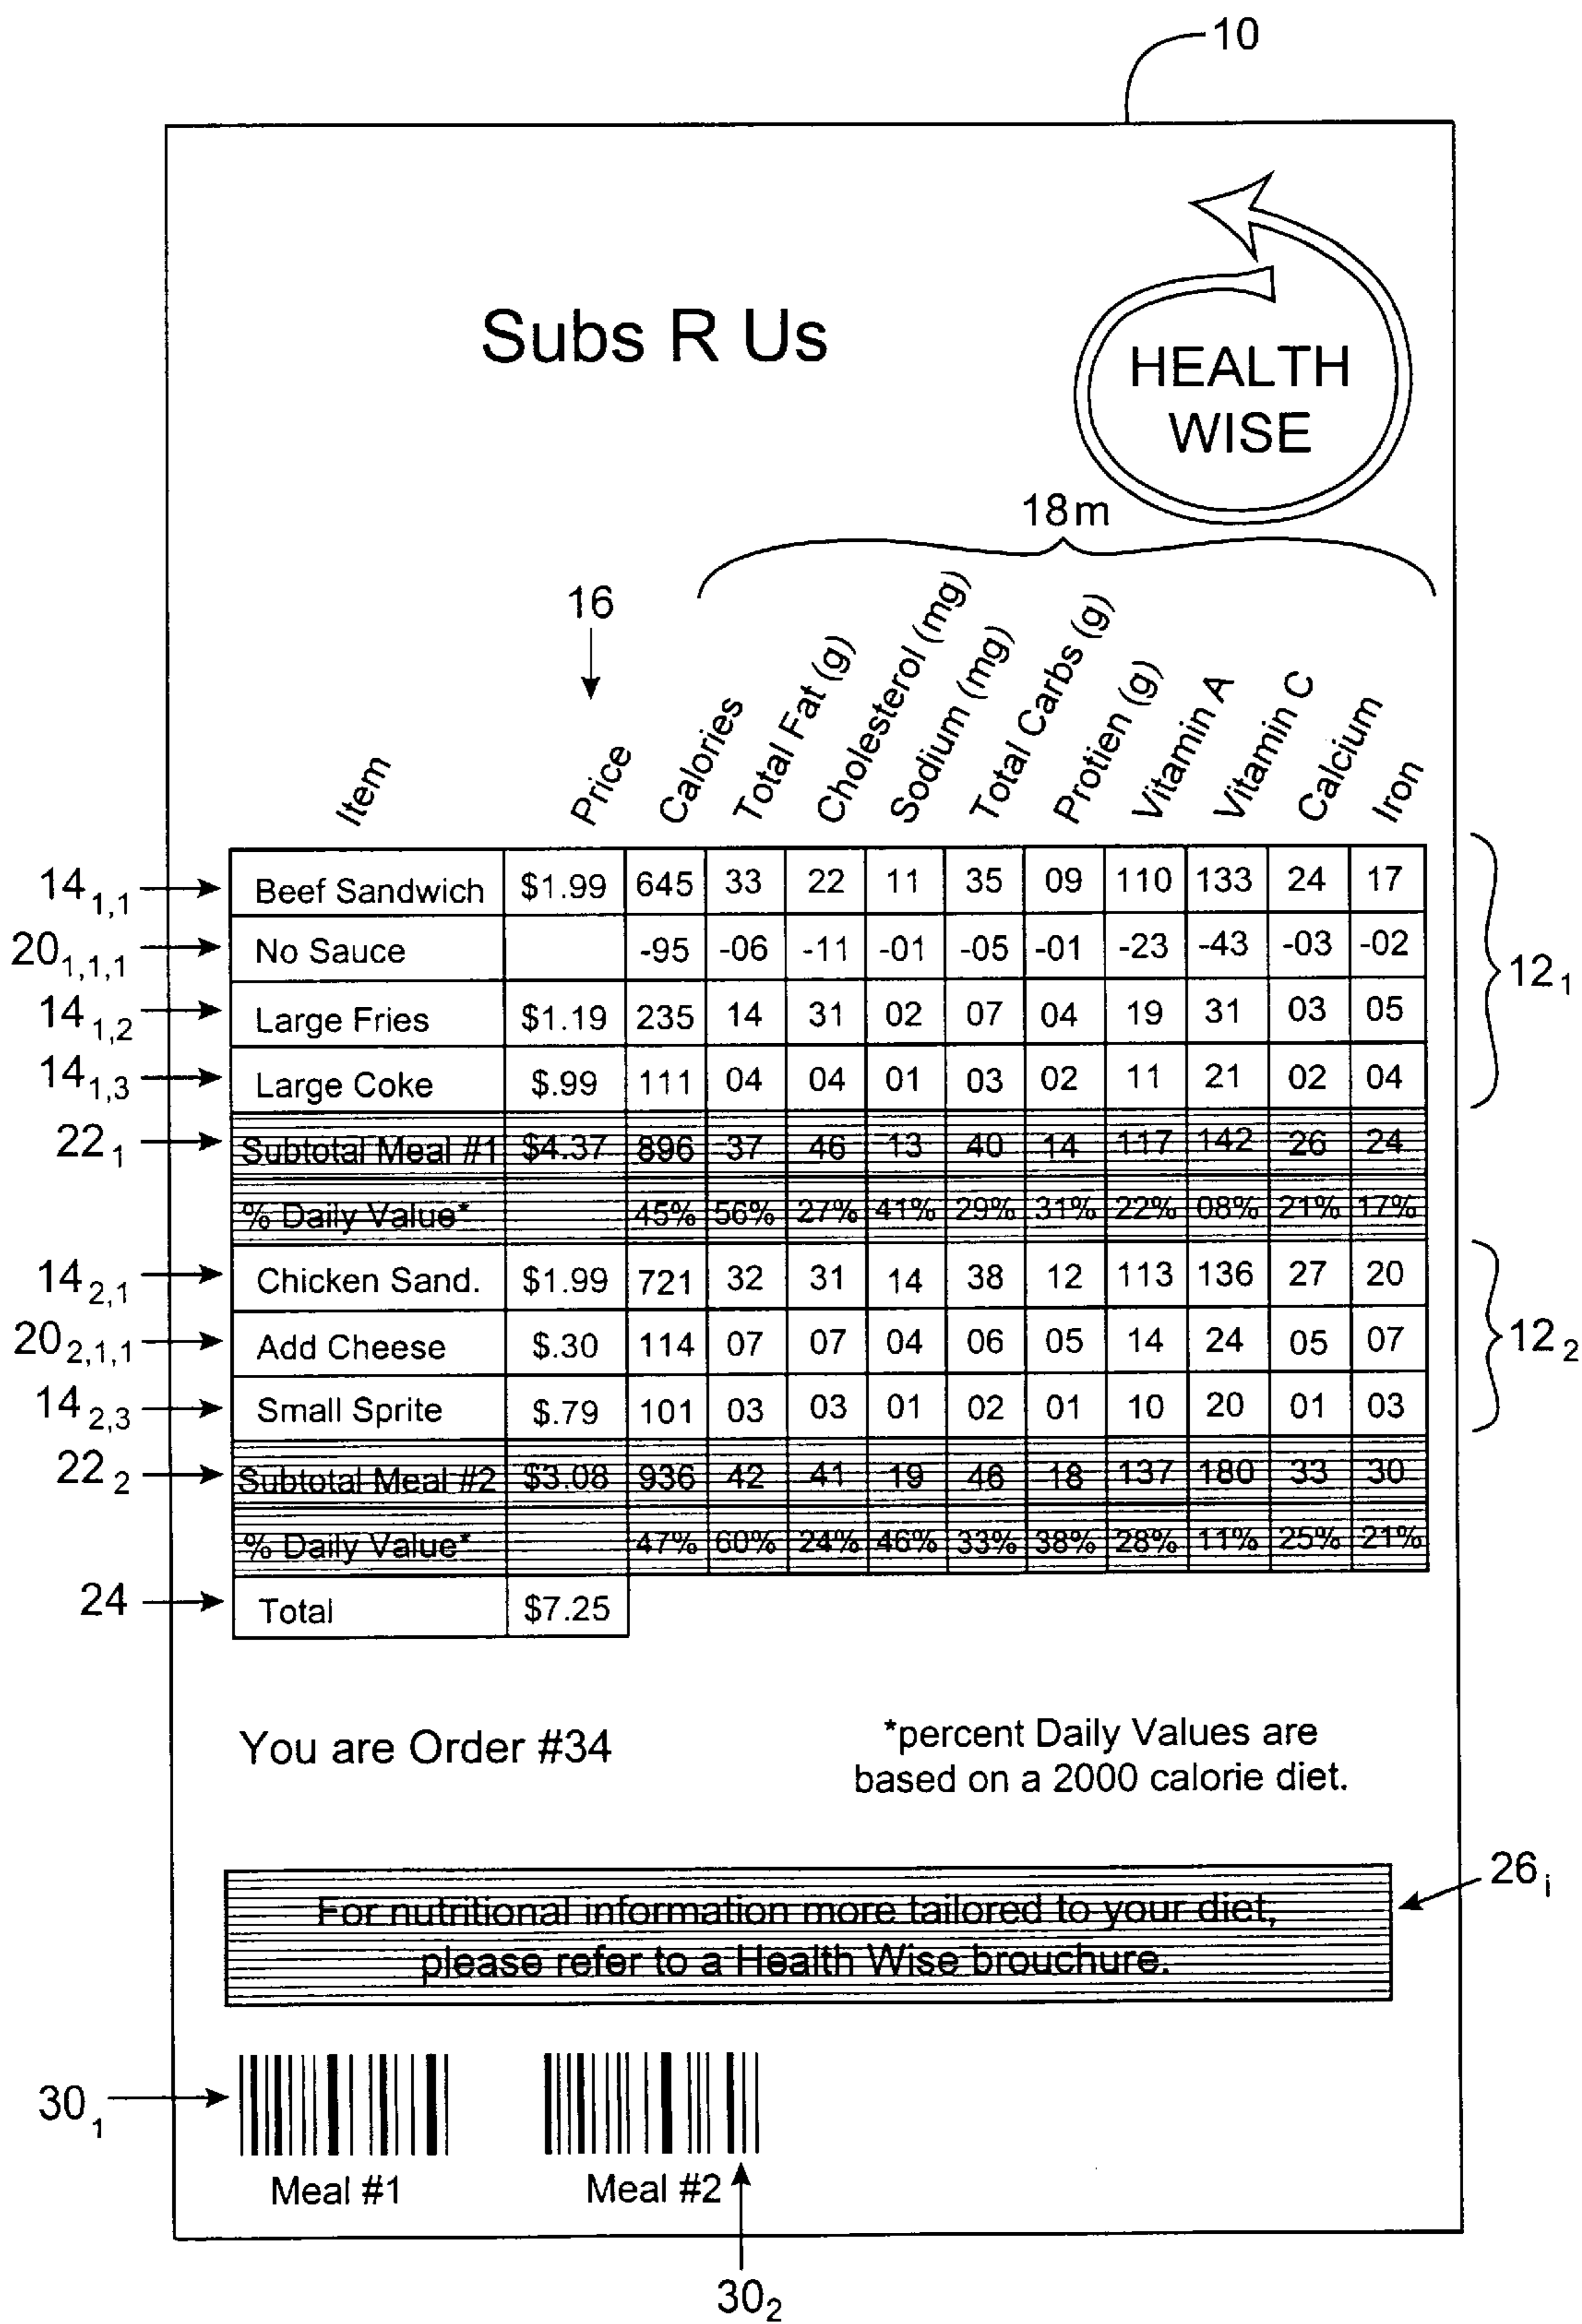 10
Subs R Us
HEALTH
WISE
18m
16
Item Price Calories Total Fat (g) Cholesterol (mg) Sodium (mg) Total Carbs (g) Protien (g) Vitamin A Vitamin C Calcium Iron
14 1,1 Beef Sandwich $1.99 645 33 22 11 35 09 110 133 24 17
20 1,1,1 No Sauce -95 -06 -11 -01 -05 -01 -23 -43 -03 -02
12 1
14 1,2 Large Fries $1.19 235 14 31 02 07 04 19 31 03 05
14 1,3 Large Coke $.99 111 04 04 01 03 02 11 21 02 04
22 1 Subtotal Meal #1 $4.37 896 37 46 13 40 14 117 142 26 24
% Daily Value* 45% 56% 27% 41% 29% 31% 22% 08% 21% 17%
14 2,1 Chicken Sand. $1.99 721 32 31 14 38 12 113 136 27 20
20 2,1,1 Add Cheese $.30 114 07 07 04 06 05 14 24 05 07
12 2
14 2,3 Small Sprite $.79 101 03 03 01 02 01 10 20 01 03
22 2 Subtotal Meal #2 $3.08 936 42 41 19 46 18 137 180 33 30
% Daily Value* 47% 60% 24% 46% 33% 38% 28% 11% 25% 21%
24 Total $7.25
You are Order #34
*percent Daily Values are
based on a 2000 calorie diet.
26 i
For nutritional information more tailored to your diet,
please refer to a Health Wise brouchure.
30 1
Meal #1 Meal #2
30 2